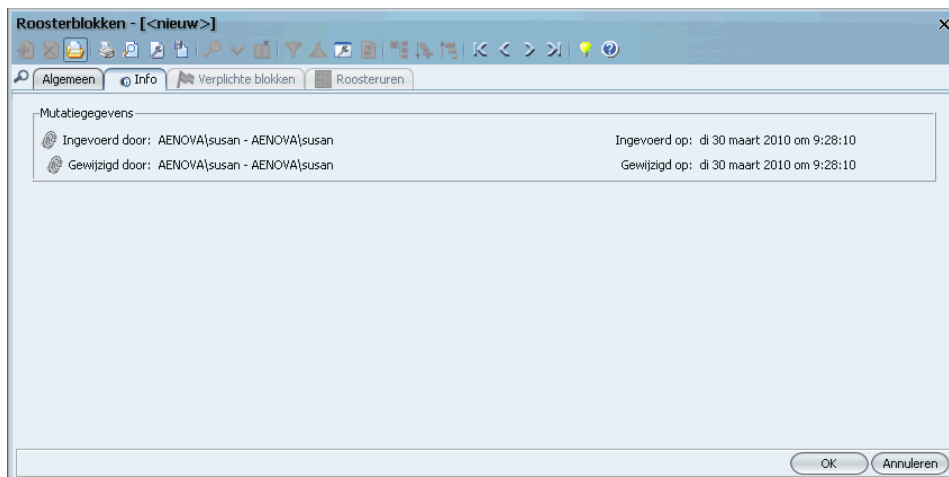 Roosterblokken - [<nieuw>]
Algemeen Info Verplichte blokken Roosteruren
Mutatiegegevens
Ingevoerd door: AENOVA\susan - AENOVA\susan Ingevoerd op: di 30 maart 2010 om 9:28:10
Gewijzigd door: AENOVA\susan - AENOVA\susan Gewijzigd op: di 30 maart 2010 om 9:28:10
OK Annuleren